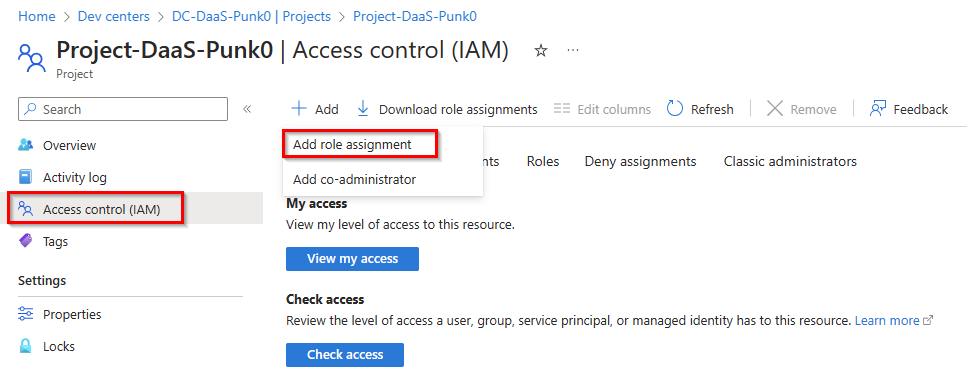 Home > Dev centers > DC-DaaS-Punk0 | Projects > Project-DaaS-Punk0
Project-DaaS-Punk0 | Access control (IAM) ☆ ...
Project
Search «
+ Add Download role assignments Edit columns Refresh Remove Feedback
Overview
Activity log
Access control (IAM)
Tags
Settings
Properties
Locks
Add role assignment
Add co-administrator
nts Roles Deny assignments Classic administrators
My access
View my level of access to this resource.
View my access
Check access
Review the level of access a user, group, service principal, or managed identity has to this resource. Learn more
Check access